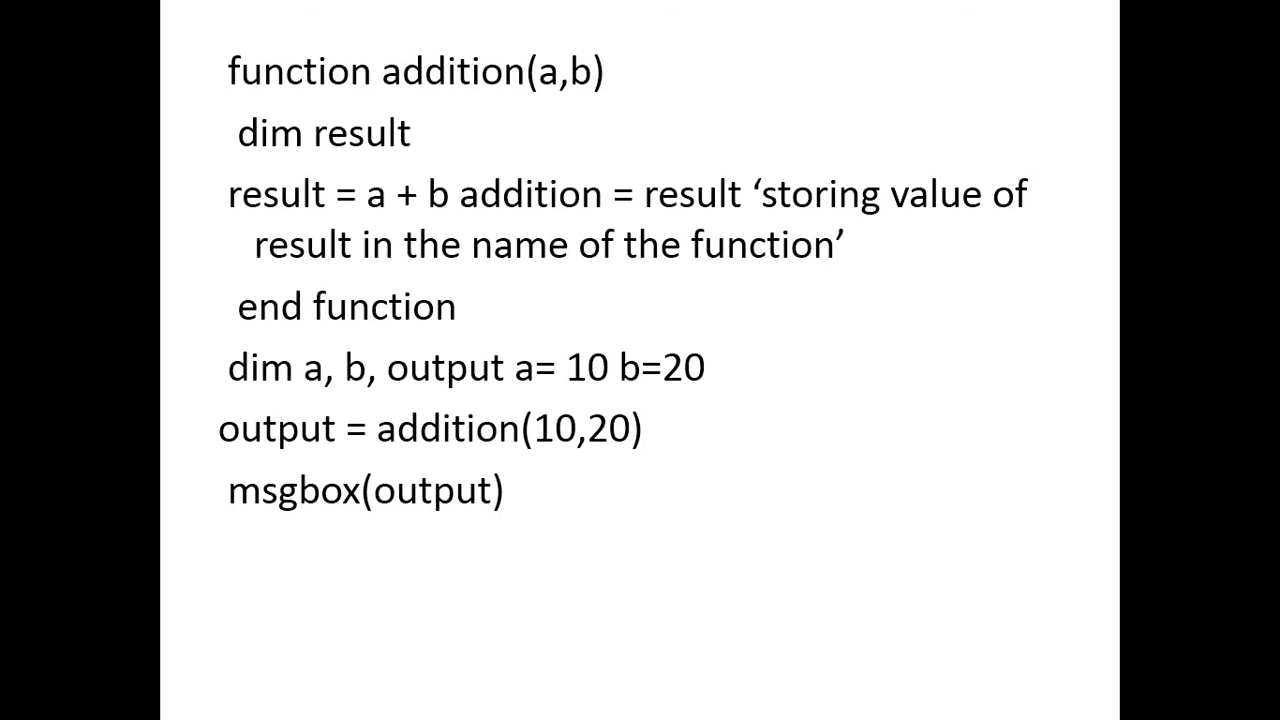 function addition(a,b)
dim result
result = a + b addition = result ‘storing value of
result in the name of the function’
end function
dim a, b, output a= 10 b=20
output = addition(10,20)
msgbox(output)